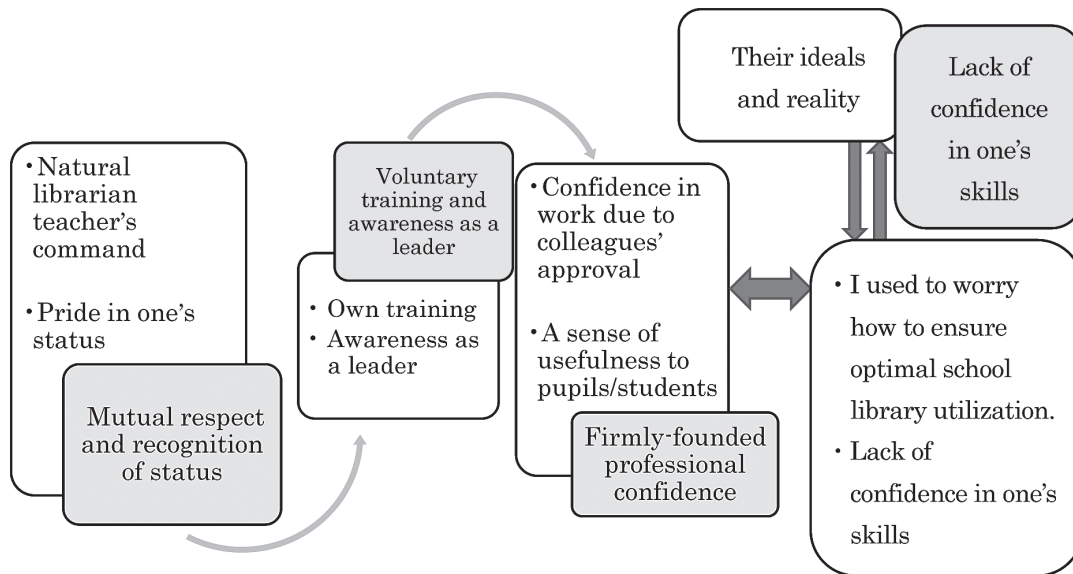 ・Natural
librarian
teacher’s
command
・Pride in one’s
status
Mutual respect
and recognition
of status
Voluntary
training and
awareness as a
leader
・Own training
・Awareness as
a leader
・Confidence in
work due to
colleagues’
approval
・A sense of
usefulness to
pupils/students
Firmly-founded
professional
confidence
Their ideals
and reality
Lack of
confidence
in one’s
skills
・I used to worry
how to ensure
optimal school
library utilization.
・Lack of
confidence in one’s
skills